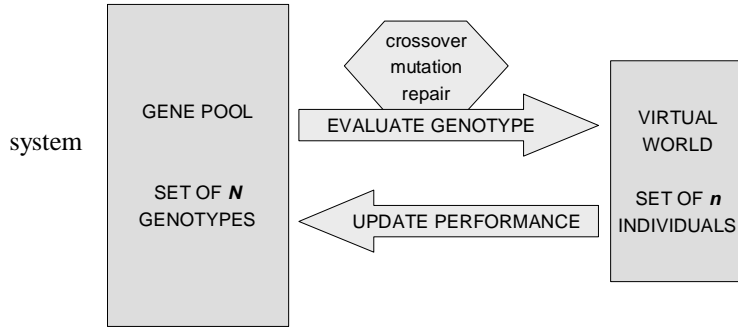 system
GENE POOL
SET OF N
GENOTYPES
crossover
mutation
repair
EVALUATE GENOTYPE
UPDATE PERFORMANCE
VIRTUAL
WORLD
SET OF n
INDIVIDUALS